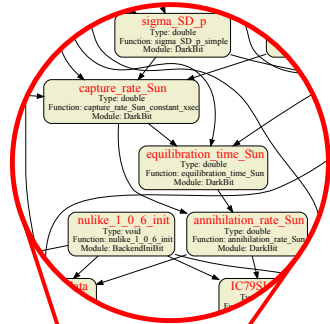 sigma_SD_p
Type: double
Function: sigma_SD_p_simple
Module: DarkBit
capture_rate_Sun
Type: double
Function: capture_rate_Sun_constant_xsec
Module: DarkBit
equilibration_time_Sun
Type: double
Function: equilibration_time_Sun
Module: DarkBit
nulike_1_0_6_init
Type: void
Function: nulike_1_0_6_init
Module: BackendIniBit
annihilation_rate_Sun
Type: double
Function: annihilation_rate_Sun
Module: DarkBit